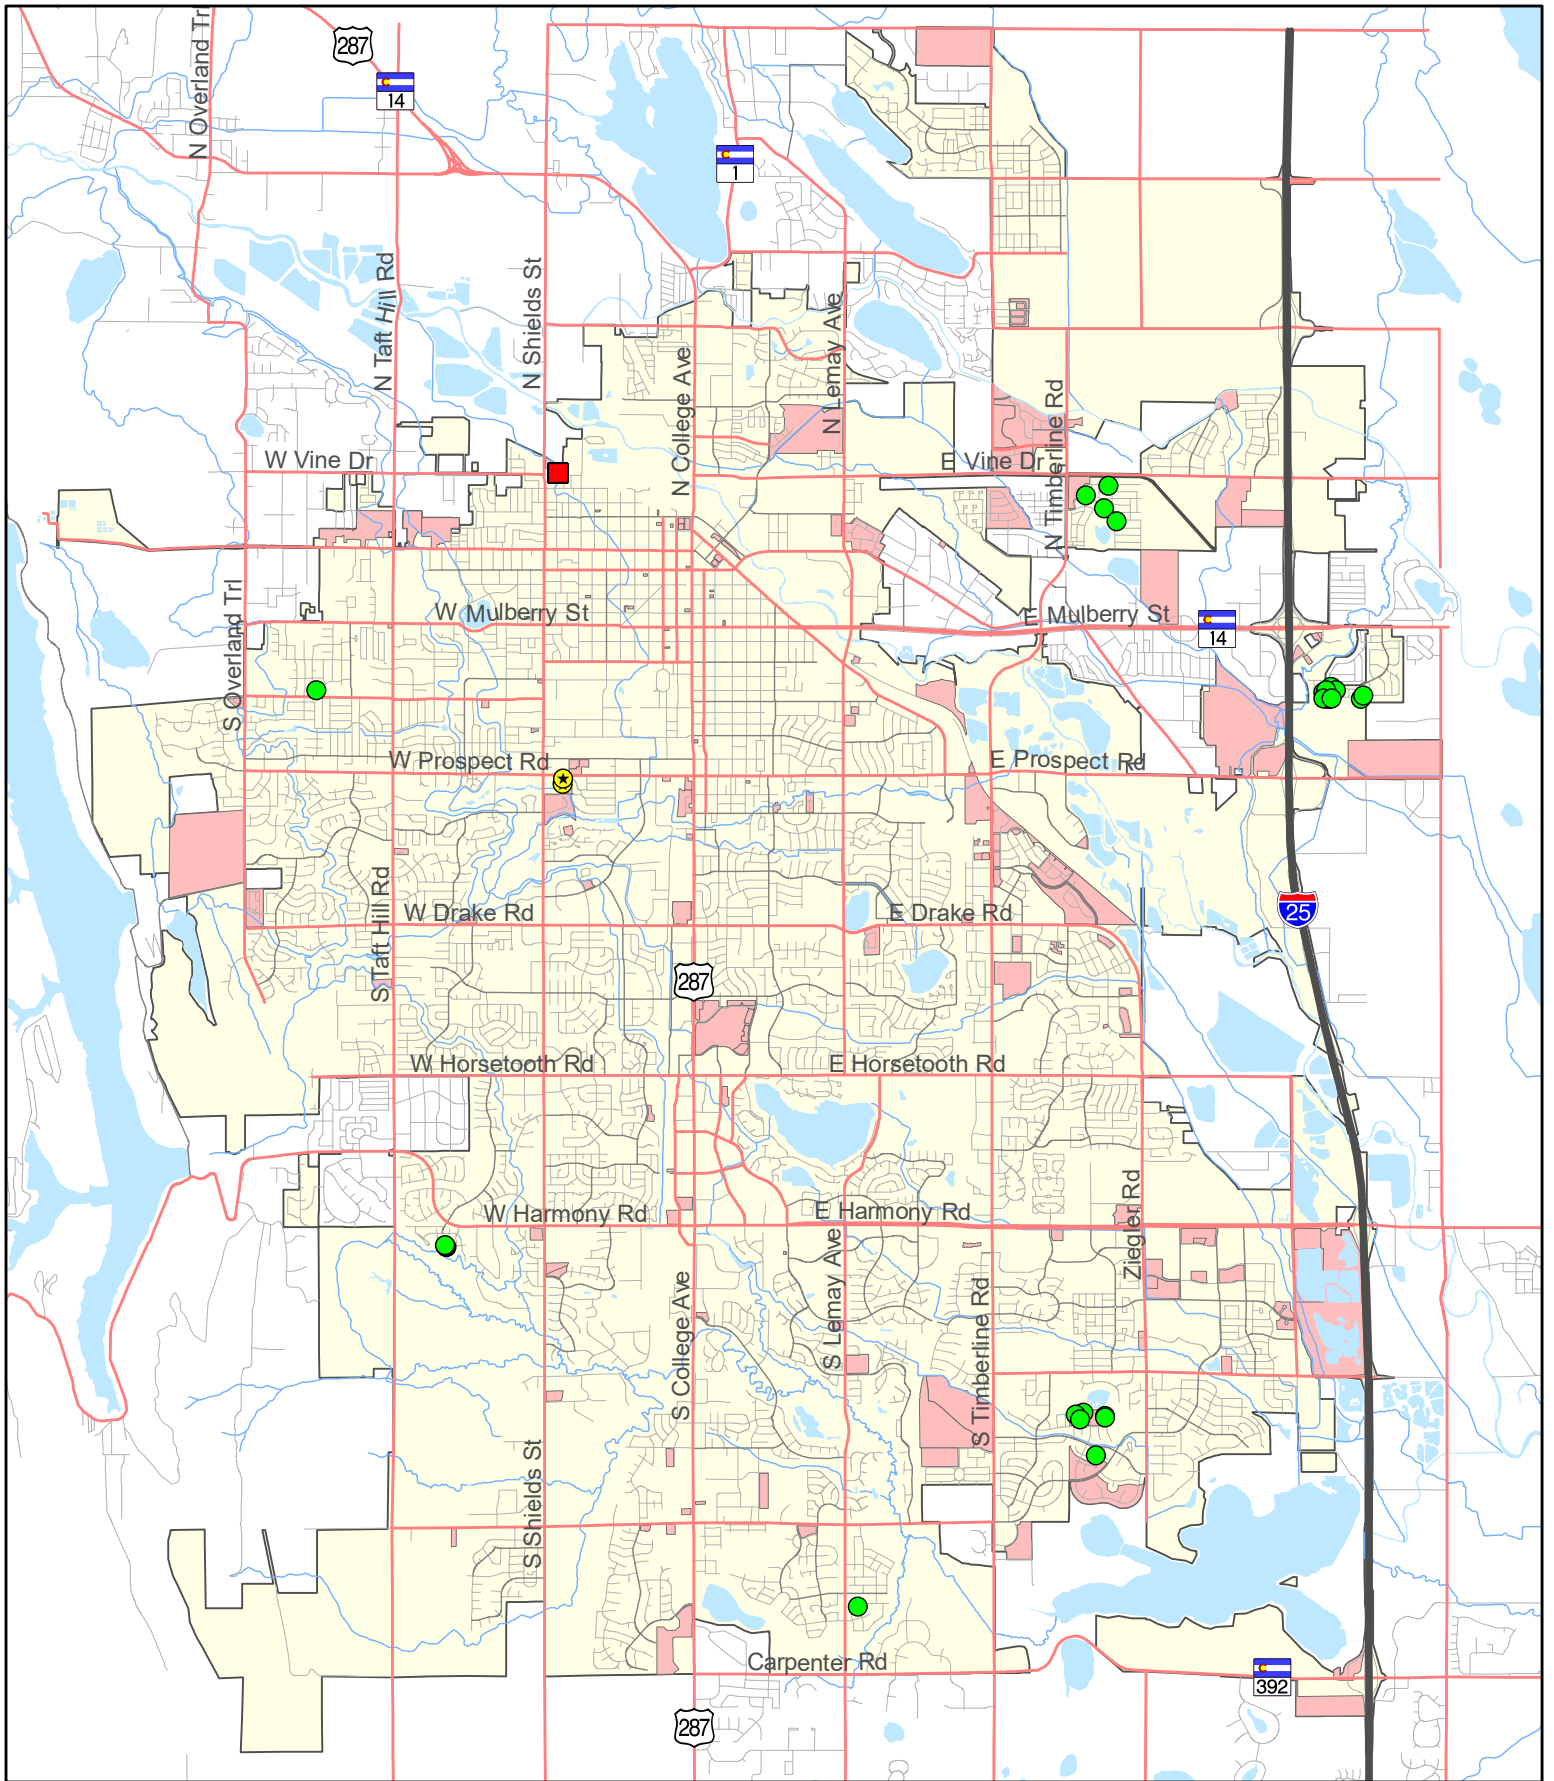 N Overland Trl
287
14
1
N Taft Hill Rd
N Shields St
N College Ave
N Lemay Ave
N Timberline Rd
W Vine Dr
E Vine Dr
S Overland Trl
W Mulberry St
E Mulberry St
14
W Prospect Rd
E Prospect Rd
S Taft Hill Rd
W Drake Rd
E Drake Rd
25
287
W Horsetooth Rd
E Horsetooth Rd
W Harmony Rd
E Harmony Rd
Ziegler Rd
S College Ave
S Lemay Ave
S Timberline Rd
S Shields St
Carpenter Rd
392
287